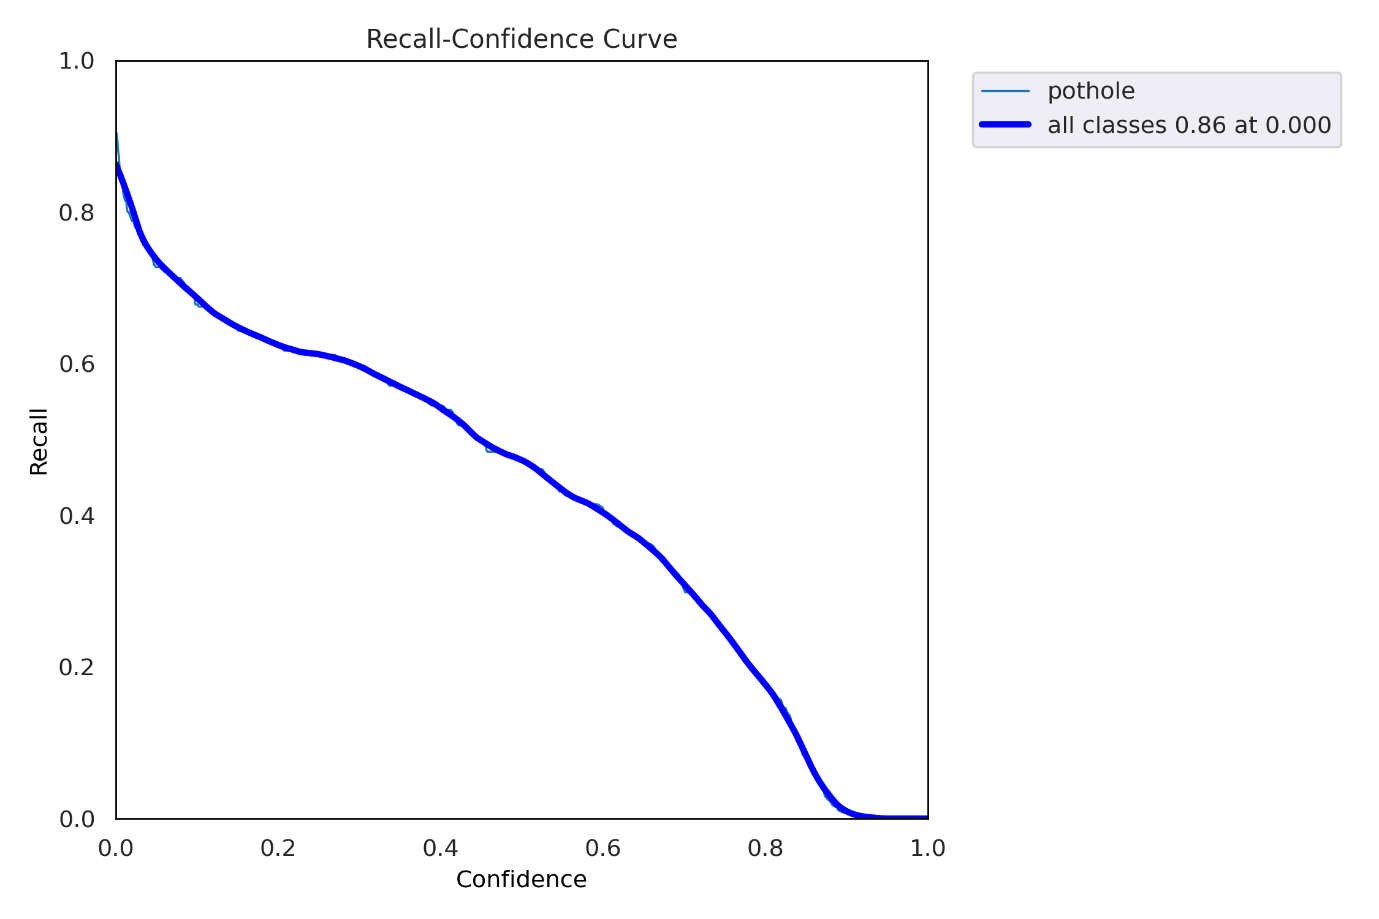 Recall-Confidence Curve
1.0
0.8
0.6
0.4
0.2
0.0
Recall
0.0 0.2 0.4 0.6 0.8 1.0
Confidence
pothole
all classes 0.86 at 0.000